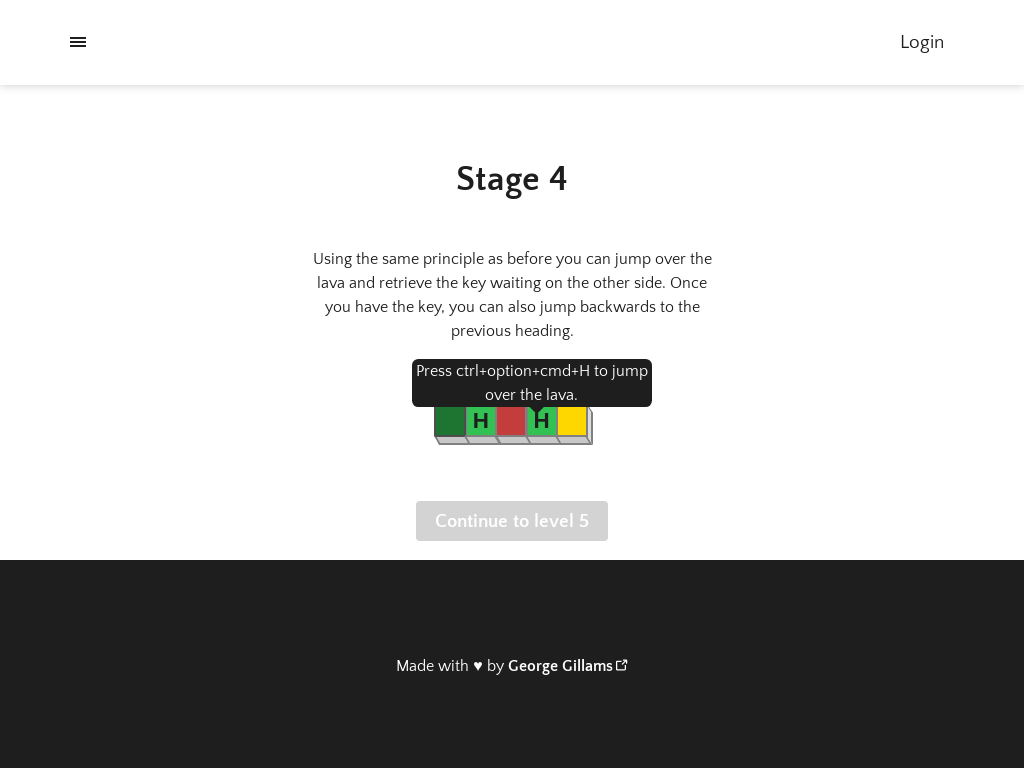 Login
Stage 4
Using the same principle as before you can jump over the
lava and retrieve the key waiting on the other side. Once
you have the key, you can also jump backwards to the
previous heading.
Press ctrl+option+cmd+H to jump
over the lava.
H H
Continue to level 5
Made with ♥ by George Gillams